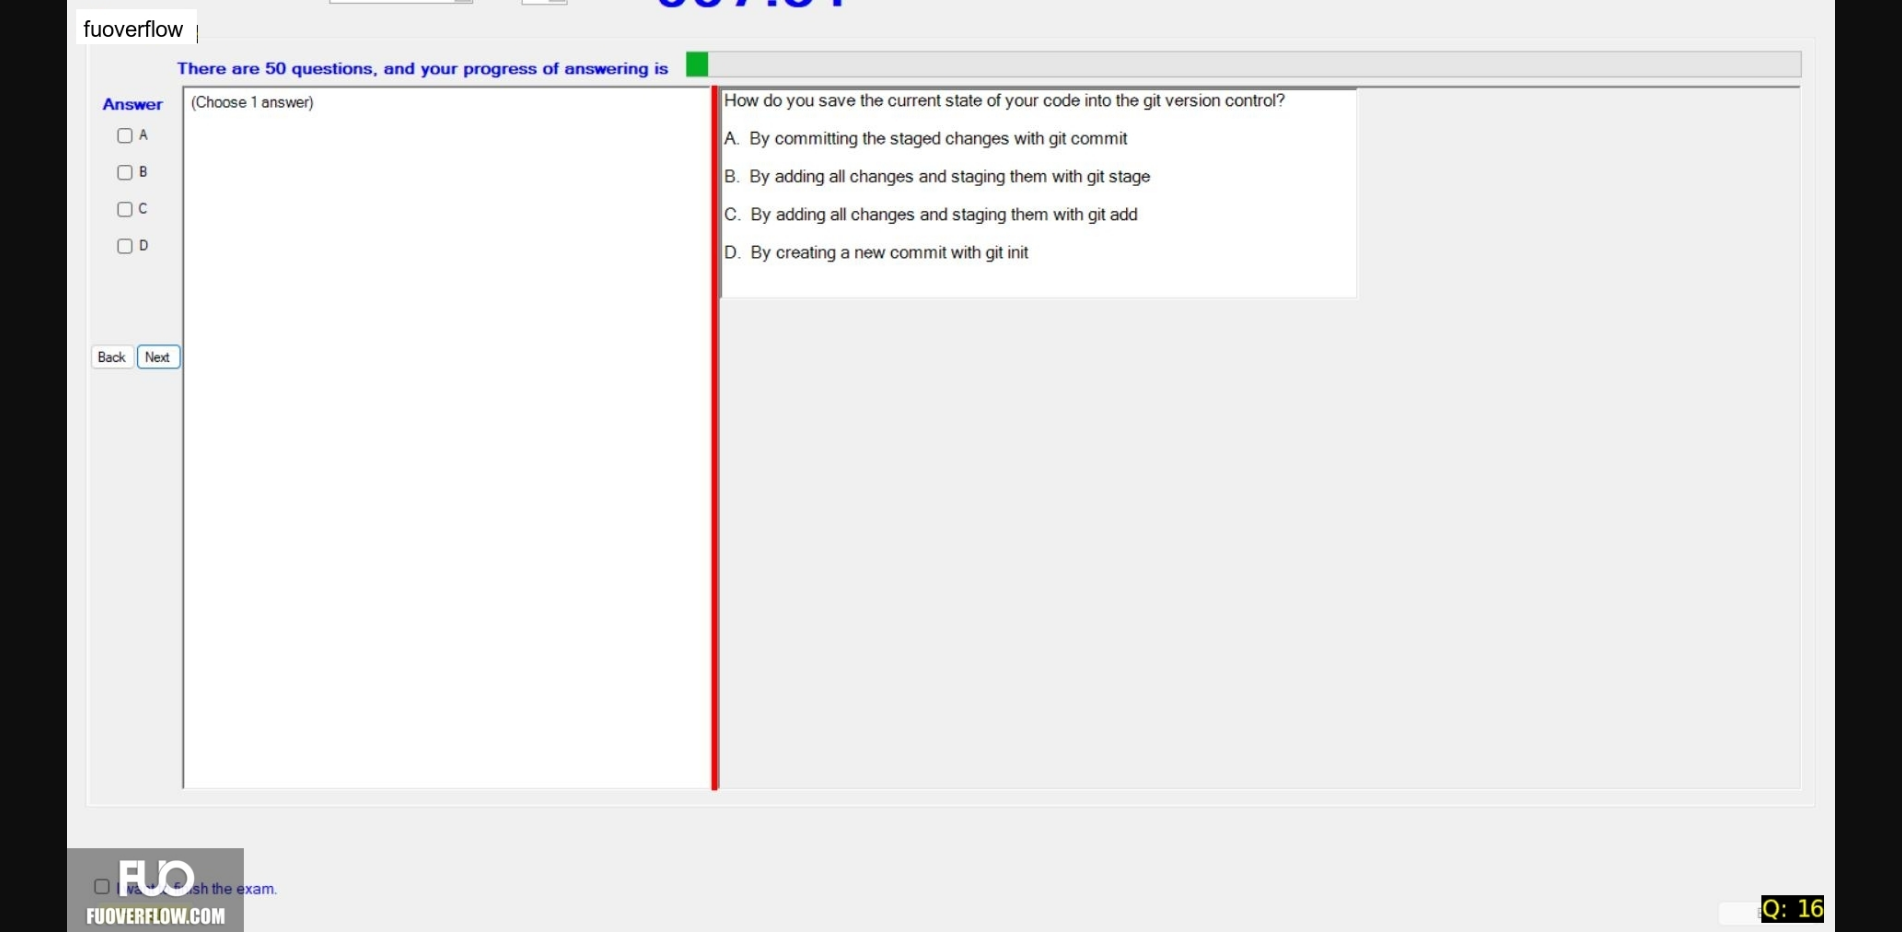 fuoverflow
There are 50 questions, and your progress of answering is
Answer
(Choose 1 answer)
A
B
C
D
Back Next
How do you save the current state of your code into the git version control?
A. By committing the staged changes with git commit
B. By adding all changes and staging them with git stage
C. By adding all changes and staging them with git add
D. By creating a new commit with git init
FUO
I want finish the exam.
FUOVERFLOW.COM
Q: 16